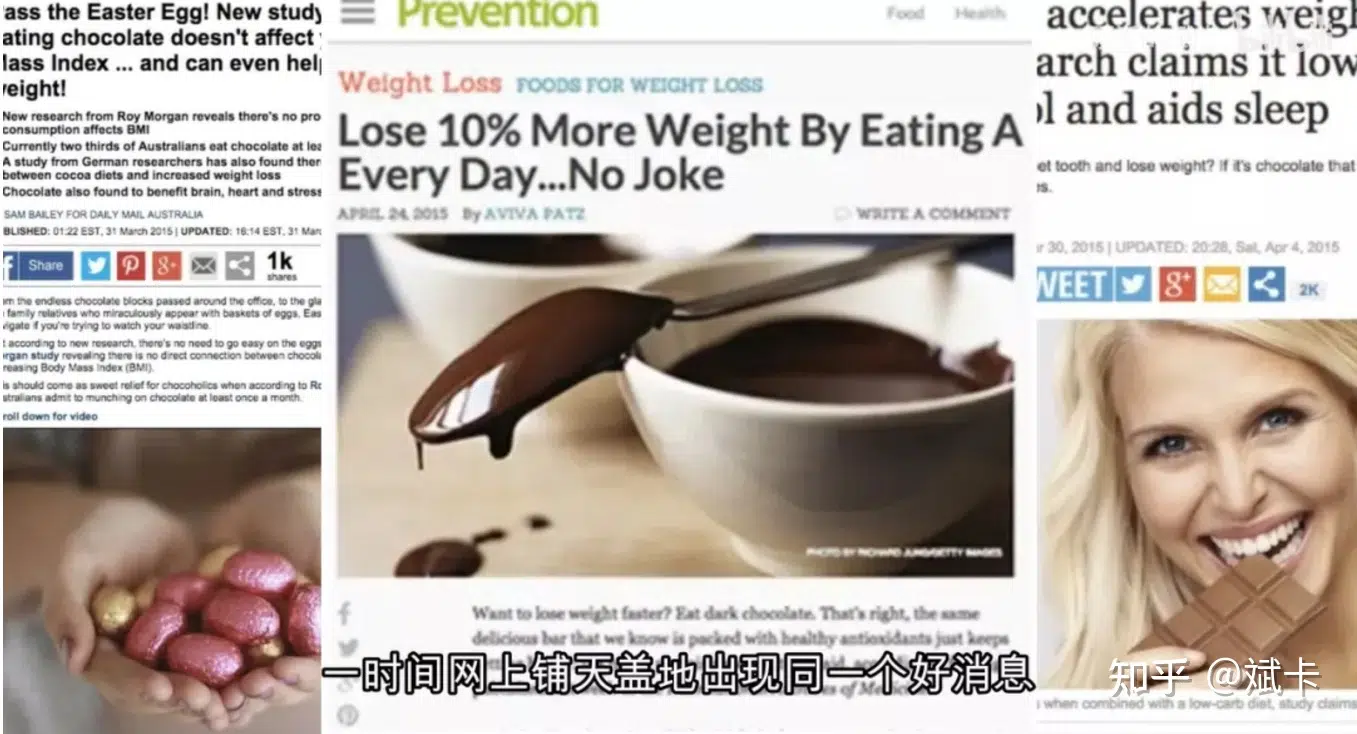 ass the Easter Egg! New study
ating chocolate doesn't affect
lass Index ... and can even help
eight!
New research from Roy Morgan reveals there's no pro
consumption affects BMI
Currently two thirds of Australians eat chocolate at lea
A study from German researchers has also found ther
between cocoa diets and increased weight loss
Chocolate also found to benefit brain, heart and stress
SAM BAILEY FOR DAILY MAIL AUSTRALIA
BLISHED: 01:22 EST, 31 March 2015 | UPDATED: 16:14 EST, 31 Marc
f Share
1k
shares
m the endless chocolate blocks passed around the office, to the gla
family relatives who miraculously appear with baskets of eggs, Eas
vigate if you're trying to watch your waistline.
t according to new research, there's no need to go easy on the eggs
organ study revealing there is no direct connection between chocola
reasing Body Mass Index (BMI).
is should come as sweet relief for chocoholics when according to Ro
stralians admit to munching on chocolate at least once a month.
roll down for video
Prevention
Food Health
Weight Loss FOODS FOR WEIGHT LOSS
Lose 10% More Weight By Eating A
Every Day...No Joke
APRIL 24, 2015 By AVIVA PATZ
WRITE A COMMENT
PHOTO BY RICHARD JUNG/GETTY IMAGES
Want to lose weight faster? Eat dark chocolate. That's right, the same
delicious bar that we know is packed with healthy antioxidants just keeps
accelerates weigh
arch claims it low
ol and aids sleep
et tooth and lose weight? If it's chocolate that
es.
r 30, 2015 | UPDATED: 20:28, Sat, Apr 4, 2015
WEET
2K
when combined with a low-carb diet, study claims
一时间网上铺天盖地出现同一个好消息
知乎 @斌卡